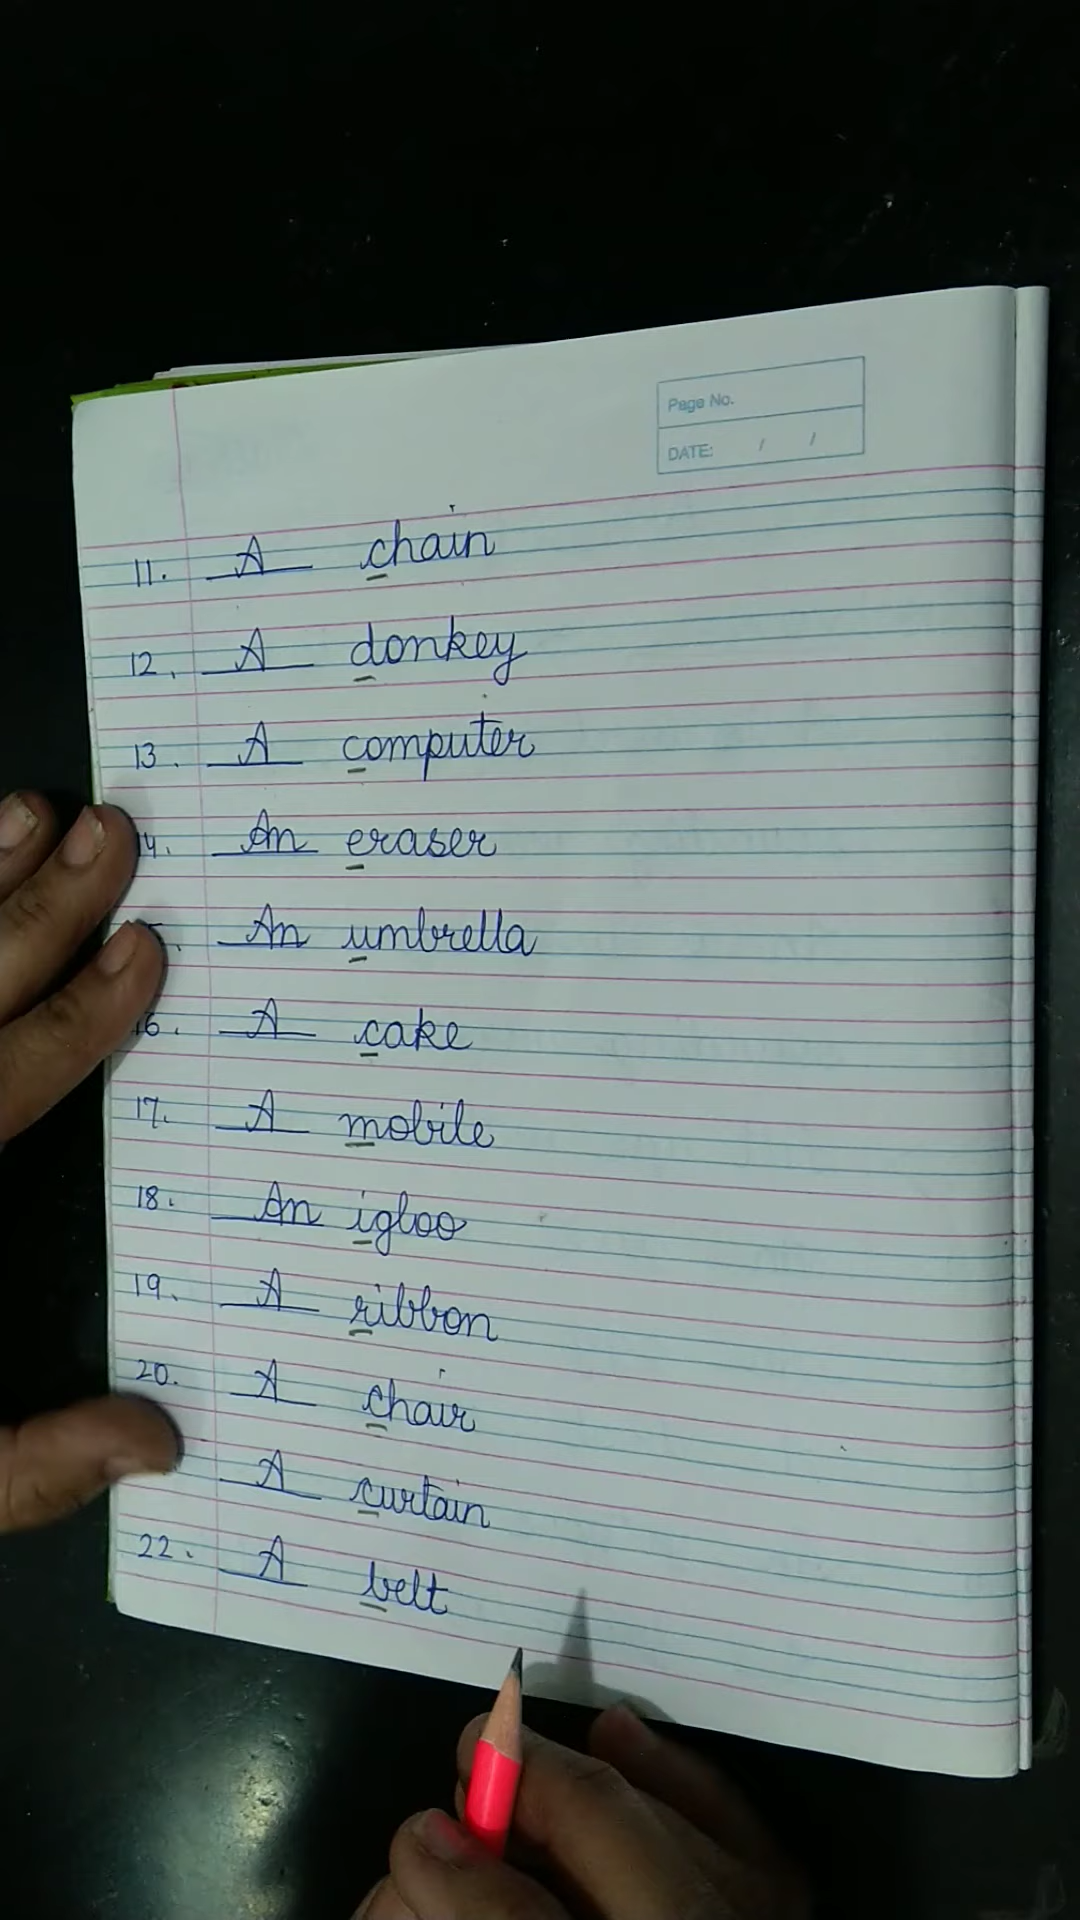 Page No.
DATE: / /
11. A chain
12. A donkey
13. A computer
14. An eraser
5. An umbrella
16. A cake
17. A mobile
18. An igloo
19. A ribbon
20. A chair
A curtain
22. A belt